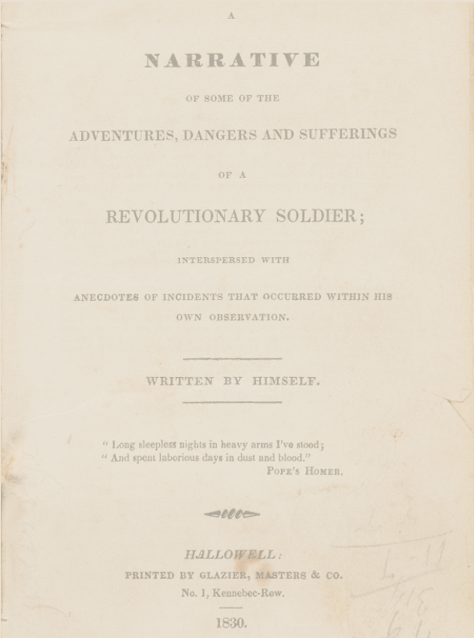 A
NARRATIVE
OF SOME OF THE
ADVENTURES, DANGERS AND SUFFERINGS
OF A
REVOLUTIONARY SOLDIER;
INTERSPERSED WITH
ANECDOTES OF INCIDENTS THAT OCCURRED WITHIN HIS
OWN OBSERVATION.
WRITTEN BY HIMSELF.
“ Long sleepless nights in heavy arms I've stood;
“ And spent laborious days in dust and blood.”
POPE'S HOMER.
HALLOWELL:
PRINTED BY GLAZIER, MASTERS & CO.
No. 1, Kennebec-Row.
1830.